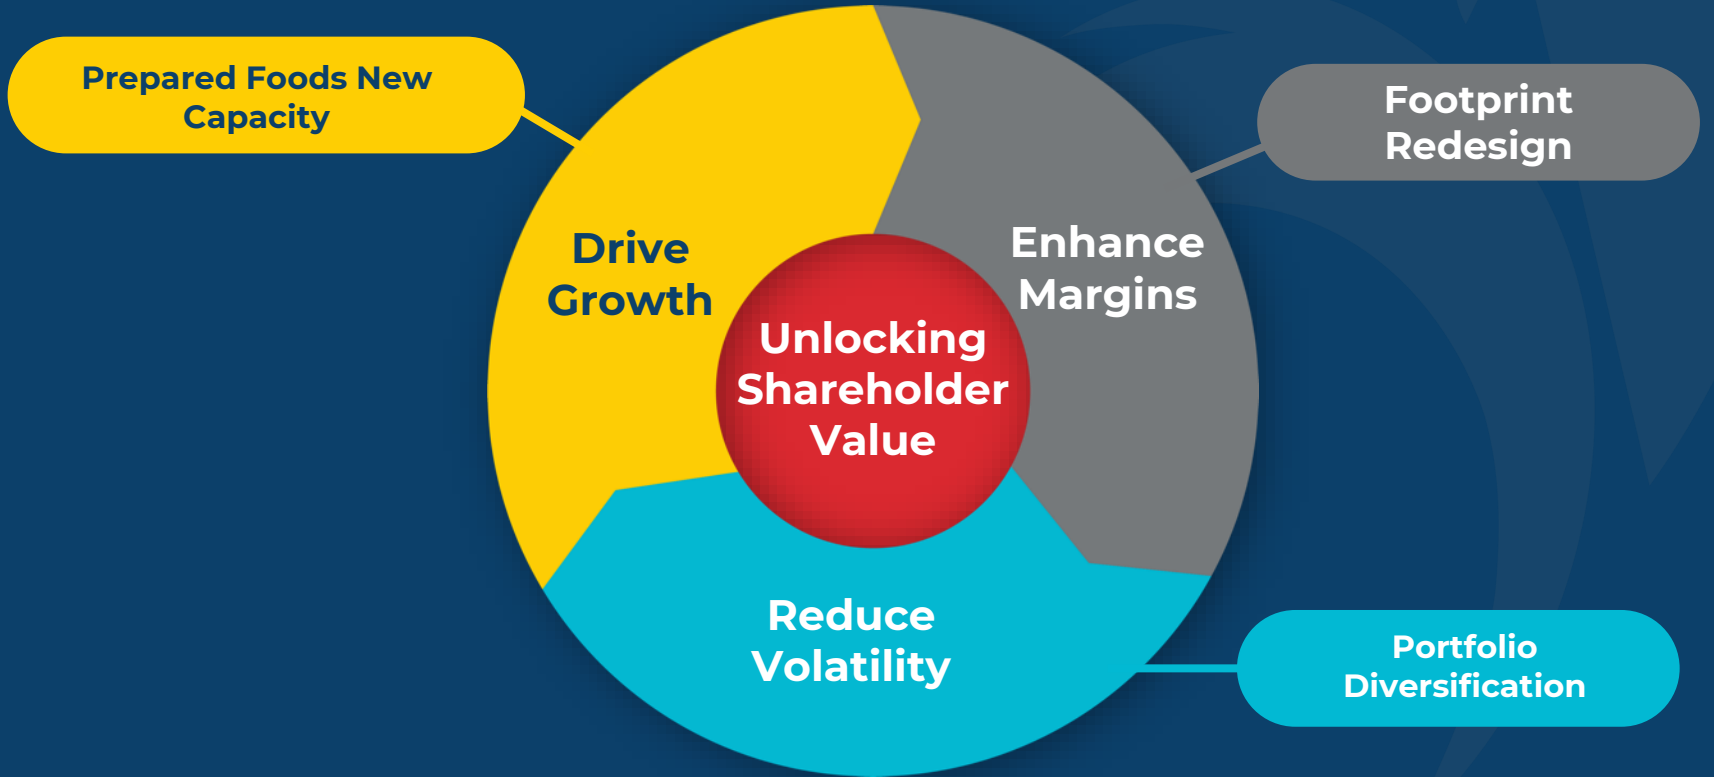 Prepared Foods New
Capacity
Footprint
Redesign
Drive
Growth
Enhance
Margins
Unlocking
Shareholder
Value
Reduce
Volatility
Portfolio
Diversification